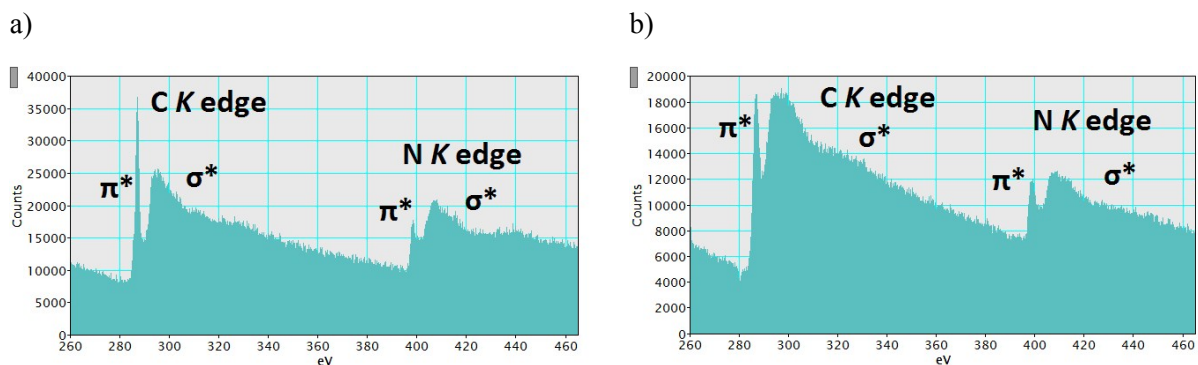 a)
40000
35000
30000
25000
20000
15000
10000
5000
0
Counts
C K edge
π*
σ*
N K edge
π*
σ*
260 280 300 320 340 360 380 400 420 440 460
eV
b)
20000
18000
16000
14000
12000
10000
8000
6000
4000
2000
0
Counts
C K edge
π*
σ*
N K edge
π*
σ*
260 280 300 320 340 360 380 400 420 440 460
eV